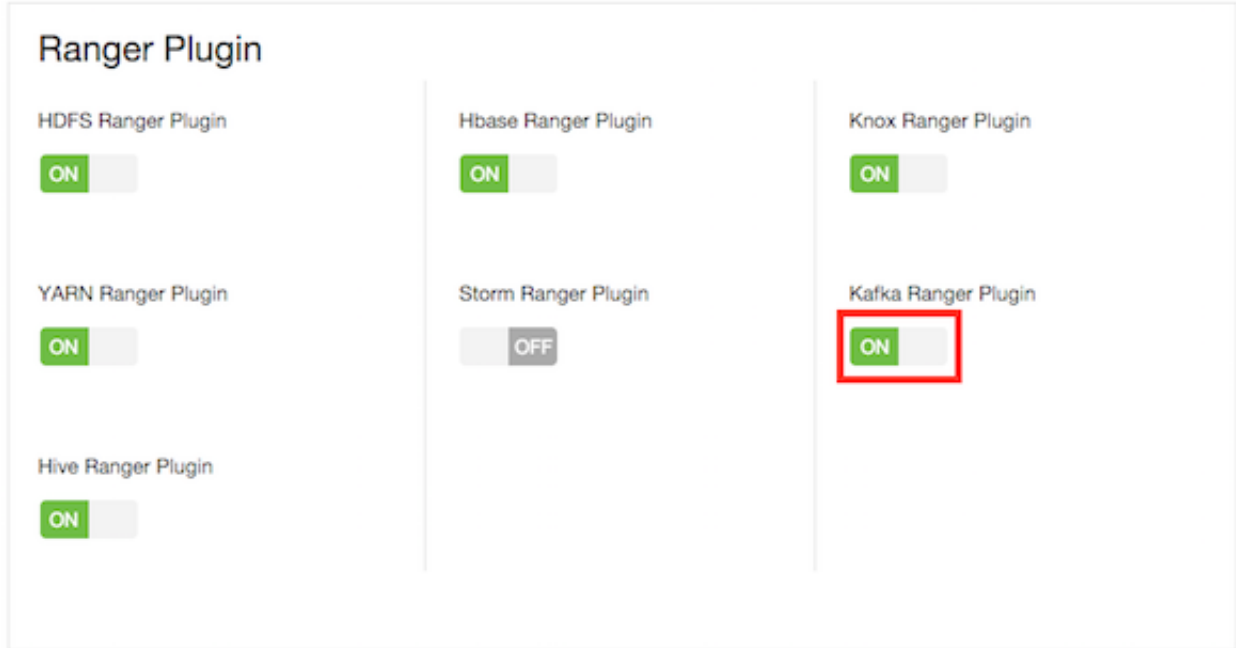 Ranger Plugin
HDFS Ranger Plugin
Hbase Ranger Plugin
Knox Ranger Plugin
ON
ON
ON
YARN Ranger Plugin
Storm Ranger Plugin
Kafka Ranger Plugin
ON
OFF
ON
Hive Ranger Plugin
ON